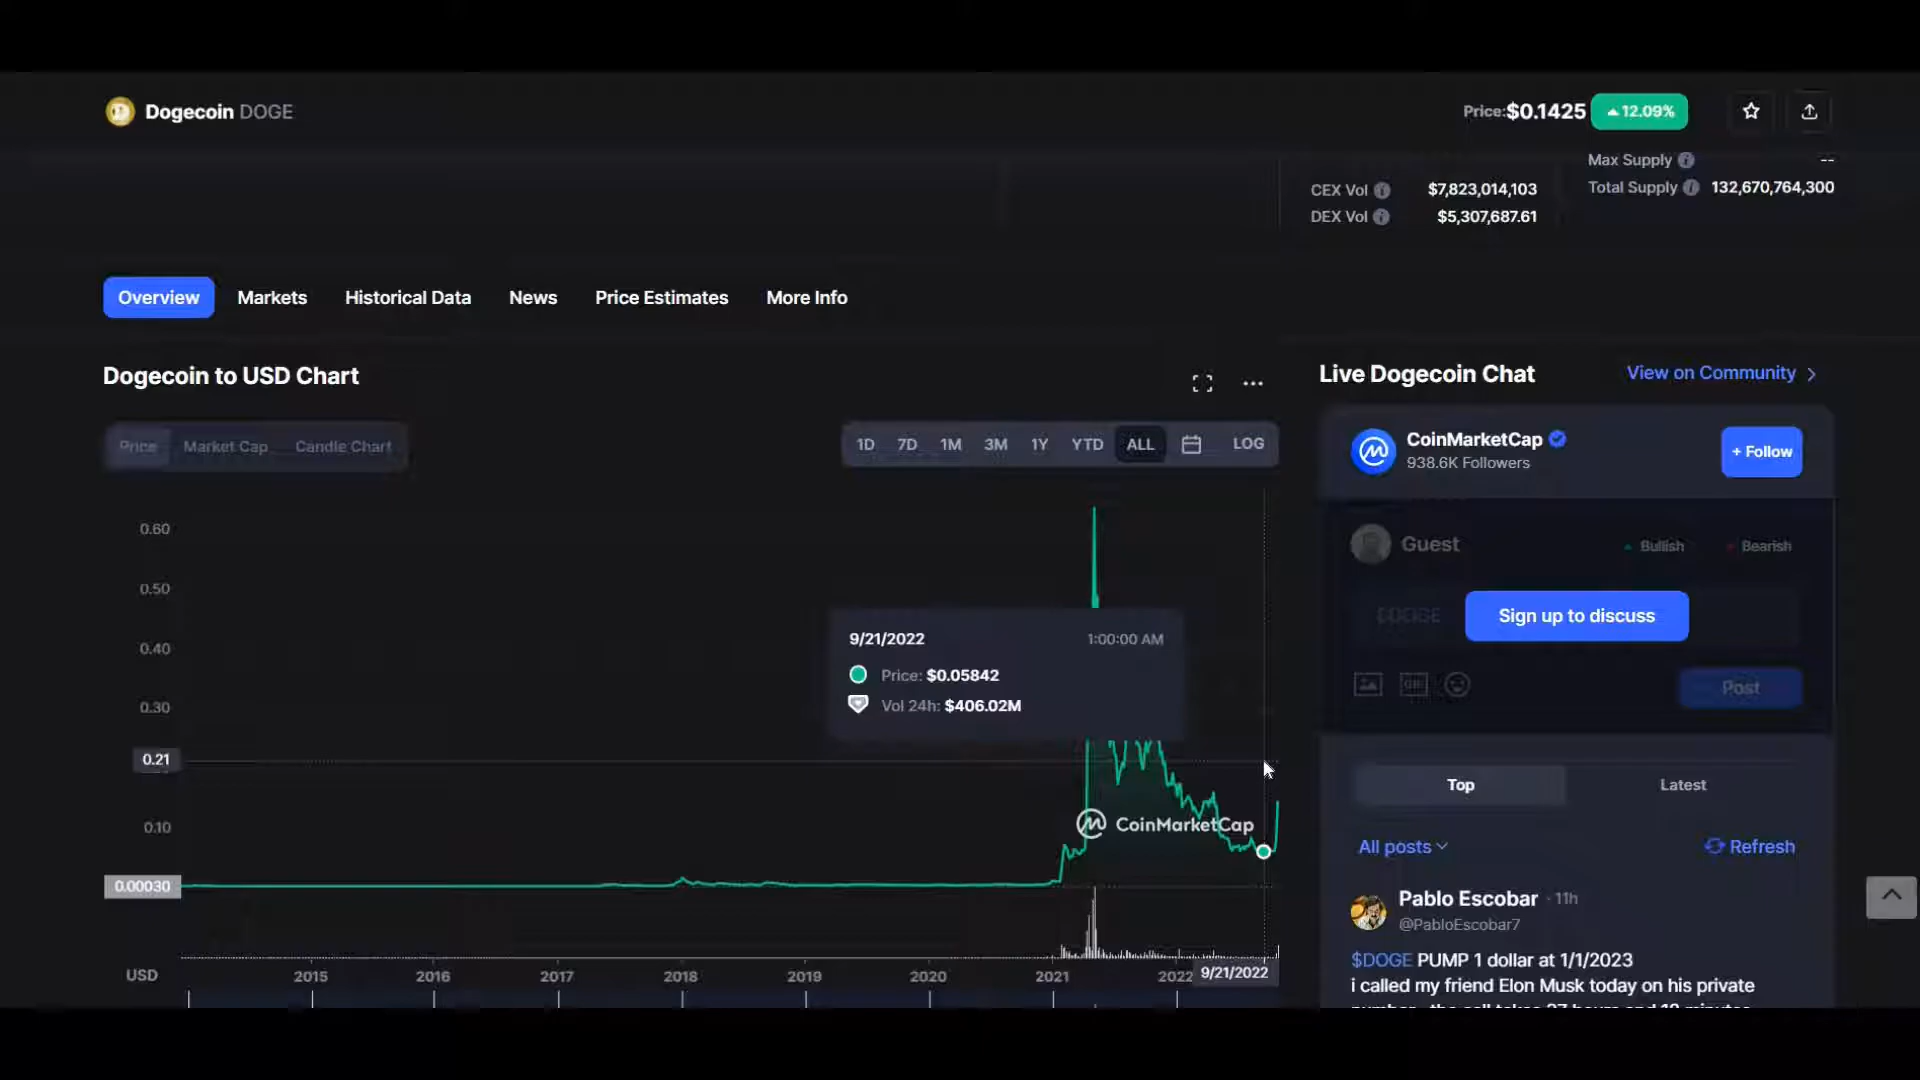 Dogecoin DOGE
Price:$0.1425 12.09%
Max Supply --
CEX Vol $7,823,014,103
Total Supply 132,670,764,300
DEX Vol $5,307,687.61
Overview Markets Historical Data News Price Estimates More Info
Dogecoin to USD Chart
Live Dogecoin Chat
View on Community
Price Market Cap Candle Chart
1D 7D 1M 3M 1Y YTD ALL LOG
CoinMarketCap
938.6K Followers
+ Follow
Guest
Bullish Bearish
Sign up to discuss
GIF
Post
0.60
0.50
0.40
0.30
0.21
0.10
0.00030
9/21/2022 1:00:00 AM
Price: $0.05842
Vol 24h: $406.02M
CoinMarketCap
USD 2015 2016 2017 2018 2019 2020 2021 2022 9/21/2022
Top Latest
All posts Refresh
Pablo Escobar · 11h
@PabloEscobar7
$DOGE PUMP 1 dollar at 1/1/2023
i called my friend Elon Musk today on his private